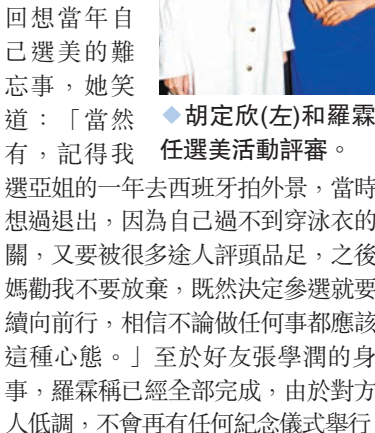 回想當年自
己選美的難
忘事，她笑
道：「當然
有，記得我
選亞姐的一年去西班牙拍外景，當時
想過退出，因為自己過不到穿泳衣的
關，又要被很多途人評頭品足，之後
媽勸我不要放棄，既然決定參選就要
續向前行，相信不論做任何事都應該
這種心態。」至於好友張學潤的身
事，羅霖稱已經全部完成，由於對方
人低調，不會再有任何紀念儀式舉行
◆胡定欣(左)和羅霖
任選美活動評審。